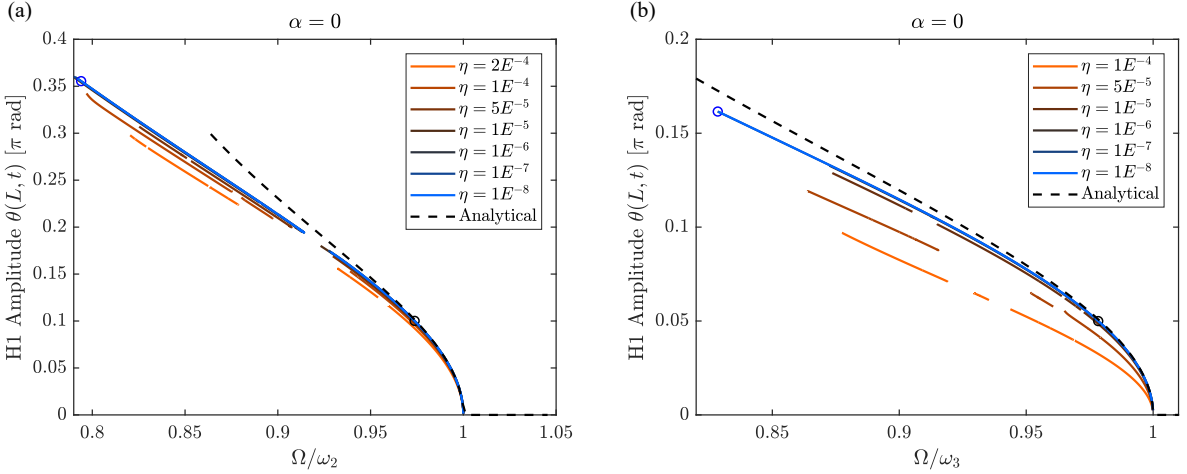 (a)
α = 0
H1 Amplitude θ(L, t) [π rad]
0.4
0.35
0.3
0.25
0.2
0.15
0.1
0.05
0
0.8
0.85
0.9
0.95
1
1.05
Ω/ω₂
η = 2E⁻⁴
η = 1E⁻⁴
η = 5E⁻⁵
η = 1E⁻⁵
η = 1E⁻⁶
η = 1E⁻⁷
η = 1E⁻⁸
Analytical
(b)
α = 0
H1 Amplitude θ(L, t) [π rad]
0.2
0.15
0.1
0.05
0
0.85
0.9
0.95
1
Ω/ω₃
η = 1E⁻⁴
η = 5E⁻⁵
η = 1E⁻⁵
η = 1E⁻⁶
η = 1E⁻⁷
η = 1E⁻⁸
Analytical